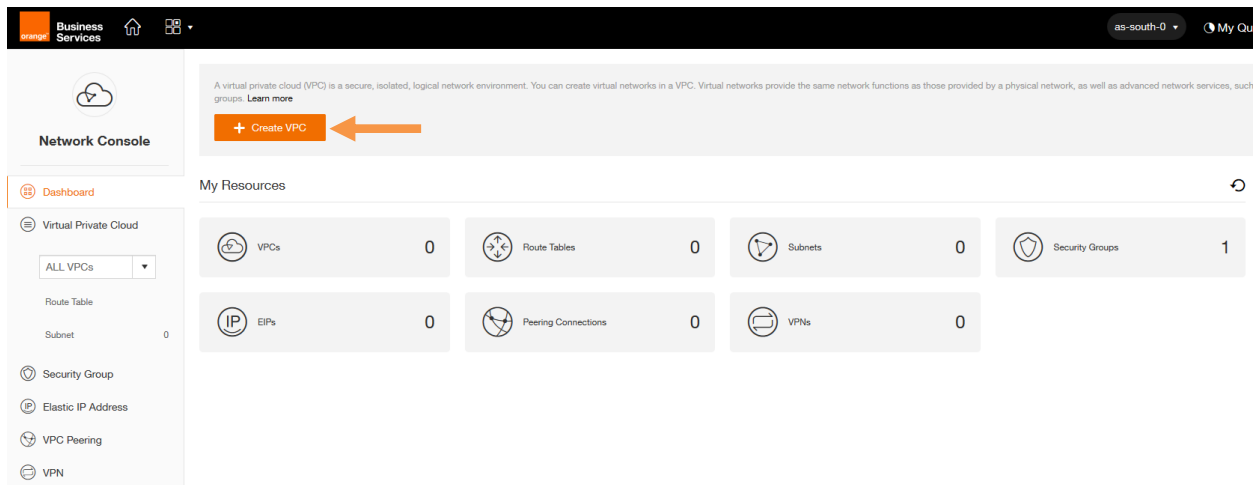 orange
Business
Services
as-south-0
My Qu
Network Console
Dashboard
Virtual Private Cloud
ALL VPCs
Route Table
Subnet 0
Security Group
IP Elastic IP Address
VPC Peering
VPN
A virtual private cloud (VPC) is a secure, isolated, logical network environment. You can create virtual networks in a VPC. Virtual networks provide the same network functions as those provided by a physical network, as well as advanced network services, such
groups. Learn more
+ Create VPC
My Resources
VPCs 0
Route Tables 0
Subnets 0
Security Groups 1
IP EIPs 0
Peering Connections 0
VPNs 0